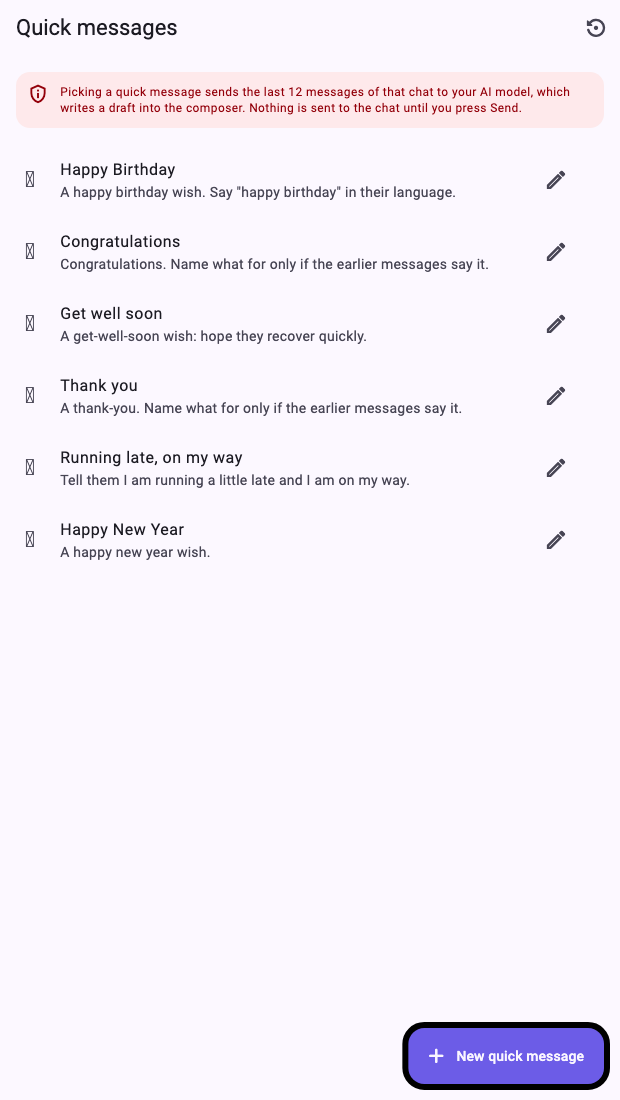 Quick messages
Picking a quick message sends the last 12 messages of that chat to your AI model, which
writes a draft into the composer. Nothing is sent to the chat until you press Send.
Happy Birthday
A happy birthday wish. Say "happy birthday" in their language.
Congratulations
Congratulations. Name what for only if the earlier messages say it.
Get well soon
A get-well-soon wish: hope they recover quickly.
Thank you
A thank-you. Name what for only if the earlier messages say it.
Running late, on my way
Tell them I am running a little late and I am on my way.
Happy New Year
A happy new year wish.
New quick message